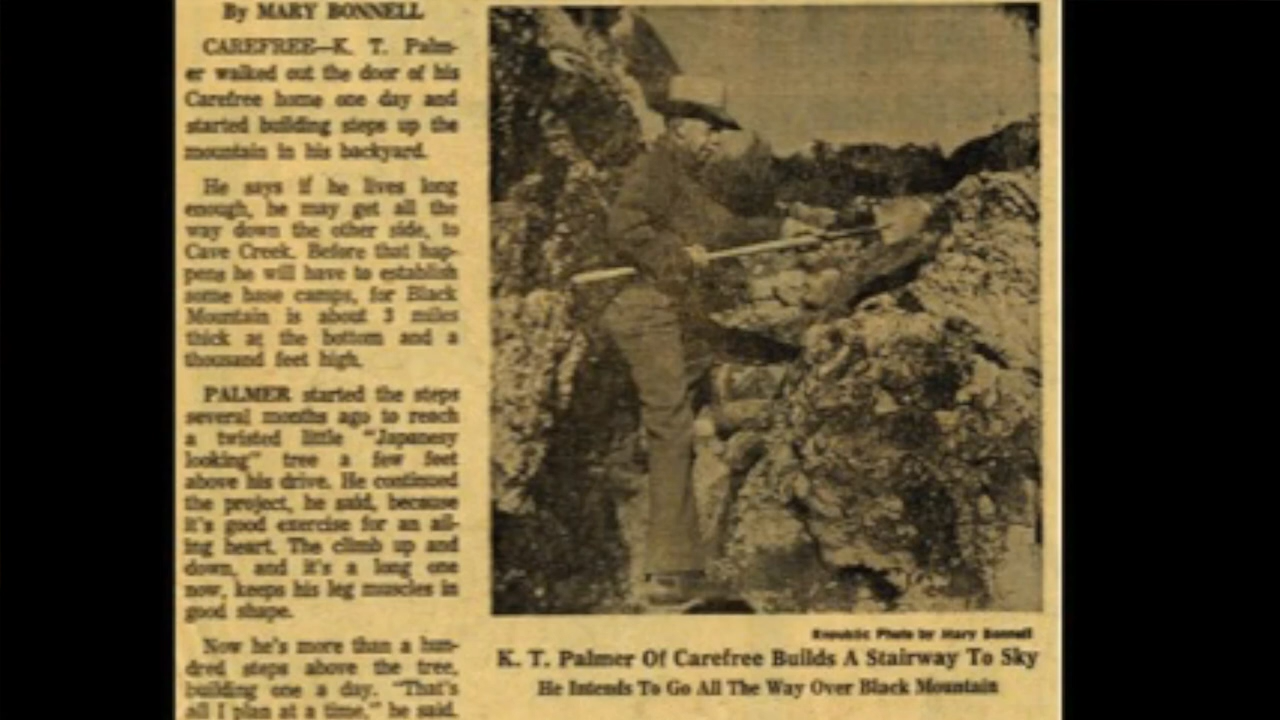 By MARY BONNELL
CAREFREE—K. T. Palm-
er walked out the door of his
Carefree home one day and
started building steps up the
mountain in his backyard.
He says if he lives long
enough, he may get all the
way down the other side, to
Cave Creek. Before that hap-
pens he will have to establish
some base camps, for Black
Mountain is about 3 miles
thick at the bottom and a
thousand feet high.
PALMER started the steps
several months ago to reach
a twisted little "Japanesy
looking" tree a few feet
above his drive. He continued
the project, he said, because
it's good exercise for an ail-
ing heart. The climb up and
down, and it's a long one
now, keeps his leg muscles in
good shape.
Now he's more than a hun-
dred steps above the tree,
building one a day. "That's
all I plan at a time," he said.
Republic Photo by Mary Bonnell
K. T. Palmer Of Carefree Builds A Stairway To Sky
He Intends To Go All The Way Over Black Mountain